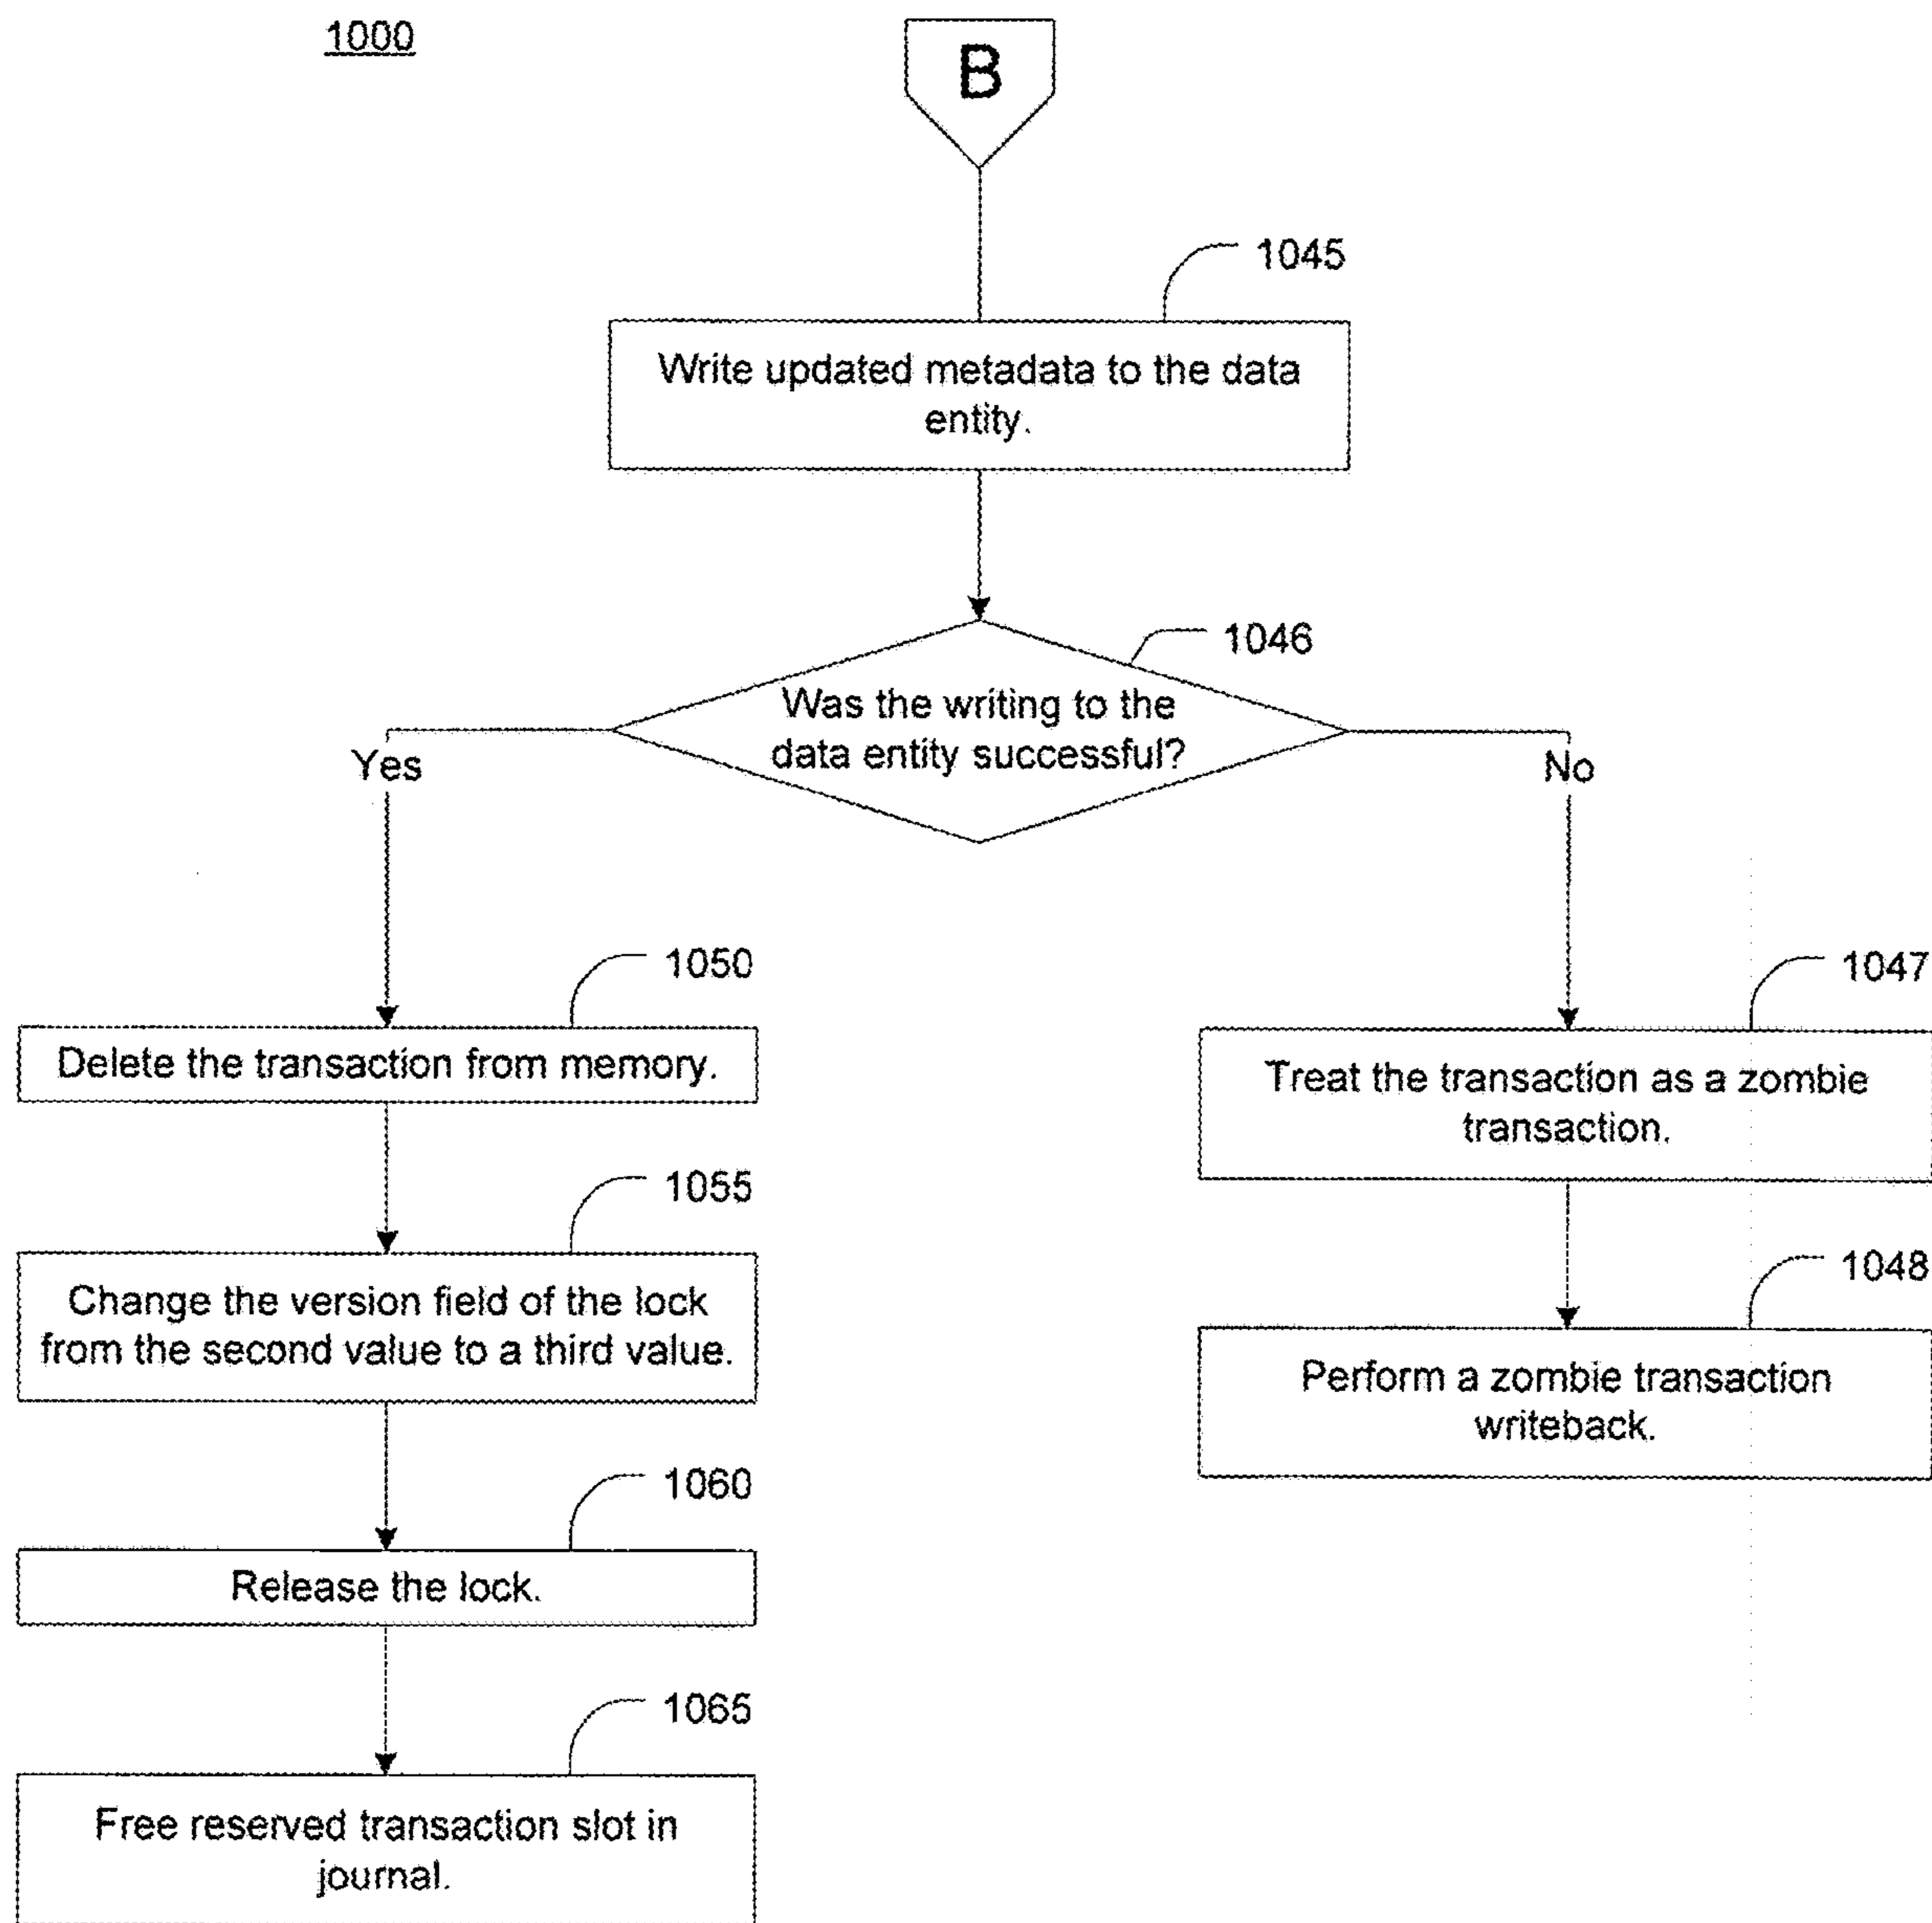 1000
B
1045
Write updated metadata to the data
entity.
1046
Was the writing to the
data entity successful?
Yes
No
1050
Delete the transaction from memory.
1047
Treat the transaction as a zombie
transaction.
1055
Change the version field of the lock
from the second value to a third value.
1048
Perform a zombie transaction
writeback.
1060
Release the lock.
1065
Free reserved transaction slot in
journal.